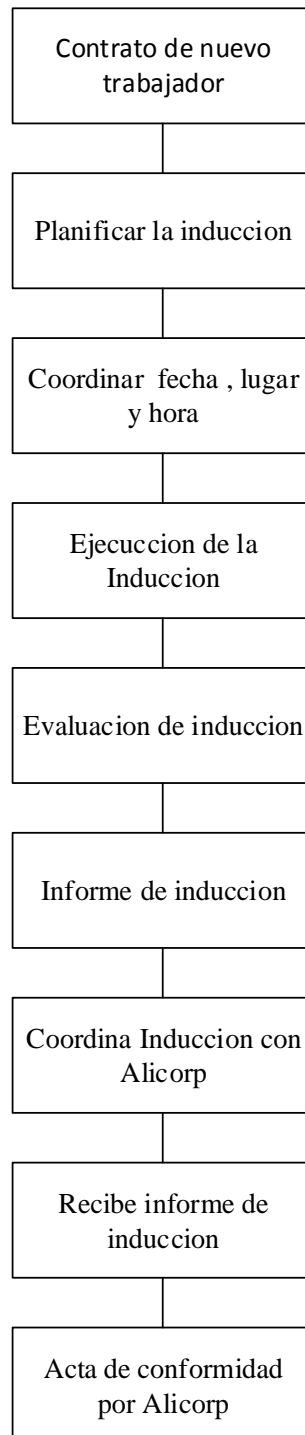 Contrato de nuevo
trabajador
Planificar la induccion
Coordinar fecha , lugar
y hora
Ejecuccion de la
Induccion
Evaluacion de induccion
Informe de induccion
Coordina Induccion con
Alicorp
Recibe informe de
induccion
Acta de conformidad
por Alicorp